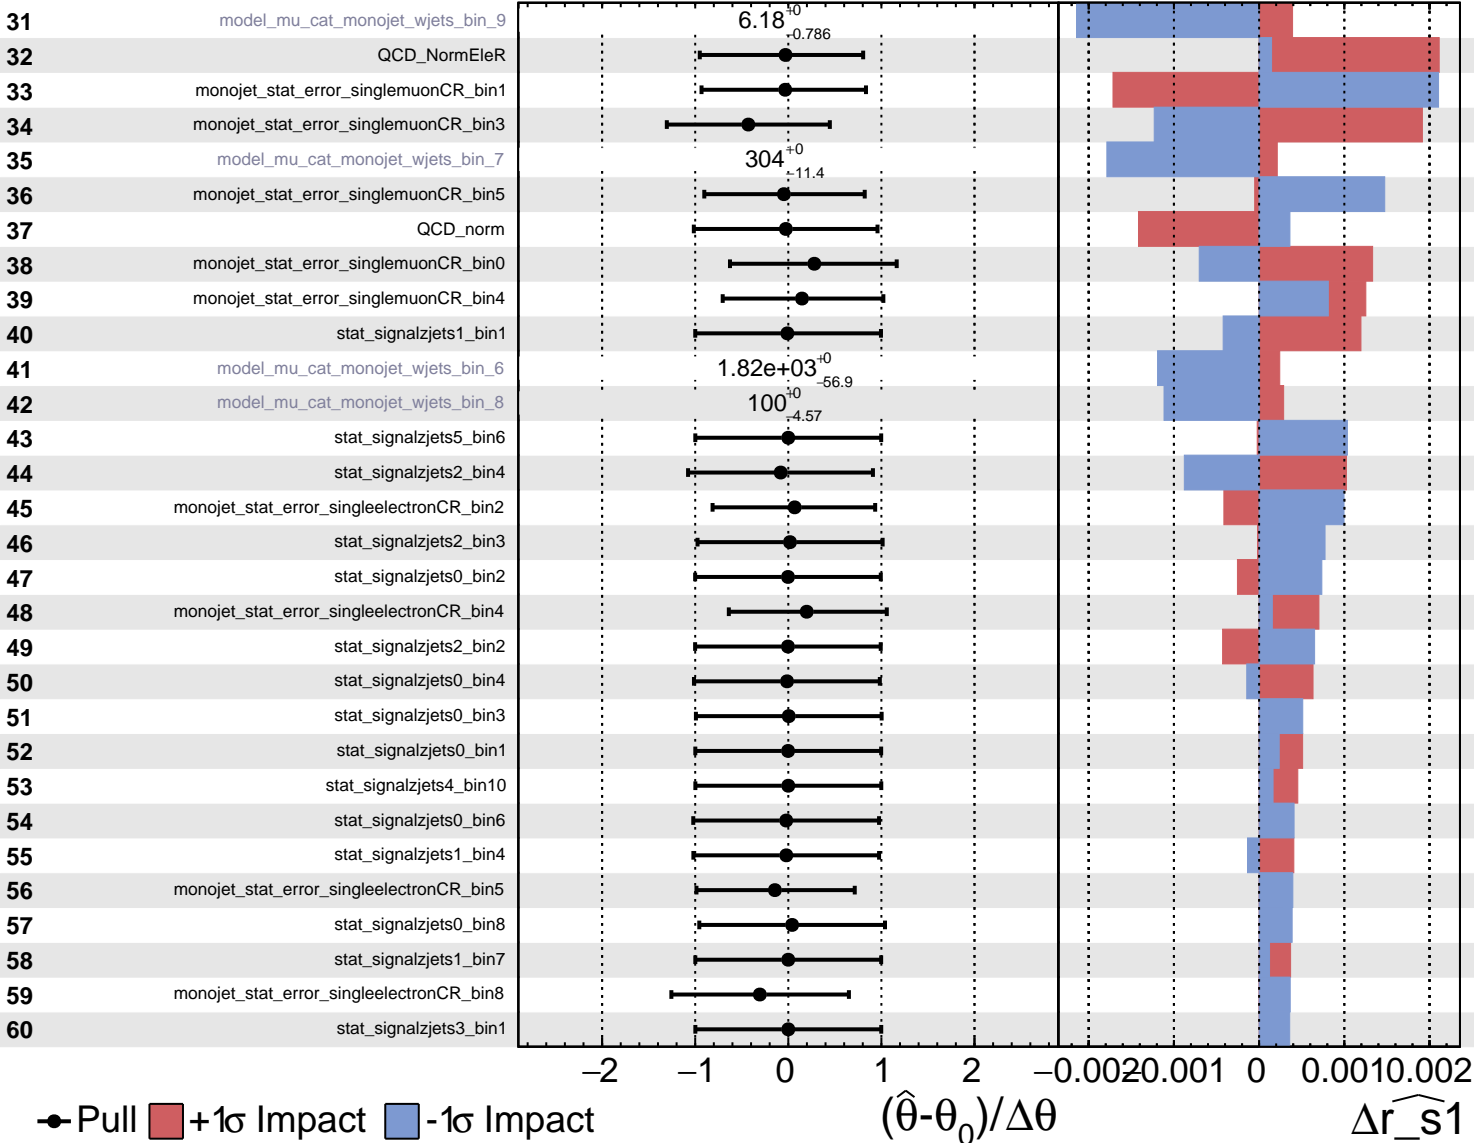 31 model_mu_cat_monojet_wjets_bin_9 6.18 +0 −0.786
32 QCD_NormEleR
33 monojet_stat_error_singlemuonCR_bin1
34 monojet_stat_error_singlemuonCR_bin3
35 model_mu_cat_monojet_wjets_bin_7 304 +0 −11.4
36 monojet_stat_error_singlemuonCR_bin5
37 QCD_norm
38 monojet_stat_error_singlemuonCR_bin0
39 monojet_stat_error_singlemuonCR_bin4
40 stat_signalzjets1_bin1
41 model_mu_cat_monojet_wjets_bin_6 1.82e+03 +0 −56.9
42 model_mu_cat_monojet_wjets_bin_8 100 +0 −4.57
43 stat_signalzjets5_bin6
44 stat_signalzjets2_bin4
45 monojet_stat_error_singleelectronCR_bin2
46 stat_signalzjets2_bin3
47 stat_signalzjets0_bin2
48 monojet_stat_error_singleelectronCR_bin4
49 stat_signalzjets2_bin2
50 stat_signalzjets0_bin4
51 stat_signalzjets0_bin3
52 stat_signalzjets0_bin1
53 stat_signalzjets4_bin10
54 stat_signalzjets0_bin6
55 stat_signalzjets1_bin4
56 monojet_stat_error_singleelectronCR_bin5
57 stat_signalzjets0_bin8
58 stat_signalzjets1_bin7
59 monojet_stat_error_singleelectronCR_bin8
60 stat_signalzjets3_bin1
−2 −1 0 1 2 −0.002 −0.001 0 0.001 0.002
Pull +1σ Impact -1σ Impact (θ̂-θ₀)/Δθ Δr_s1